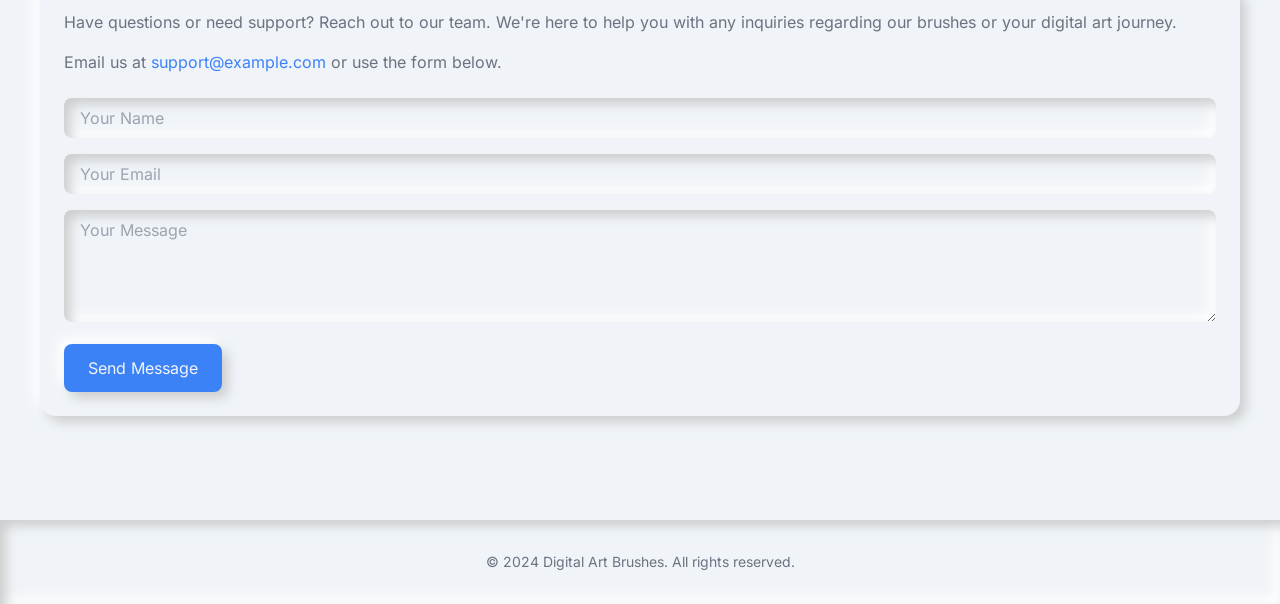 Have questions or need support? Reach out to our team. We're here to help you with any inquiries regarding our brushes or your digital art journey.
Email us at support@example.com or use the form below.
Your Name
Your Email
Your Message
Send Message
© 2024 Digital Art Brushes. All rights reserved.